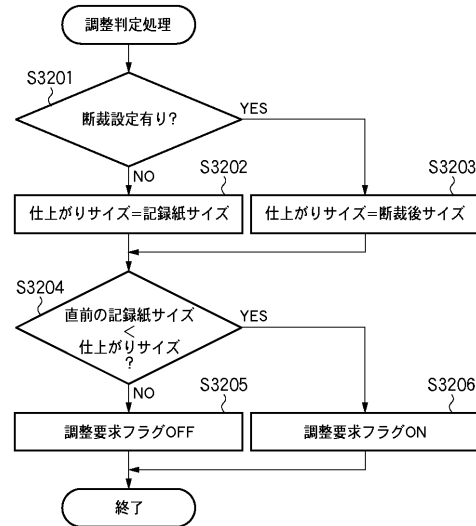 調整判定処理
S3201
断裁設定有り?
YES
NO
S3202
仕上がりサイズ=記録紙サイズ
S3203
仕上がりサイズ=断裁後サイズ
S3204
直前の記録紙サイズ
<
仕上がりサイズ
?
YES
NO
S3205
調整要求フラグOFF
S3206
調整要求フラグON
終了